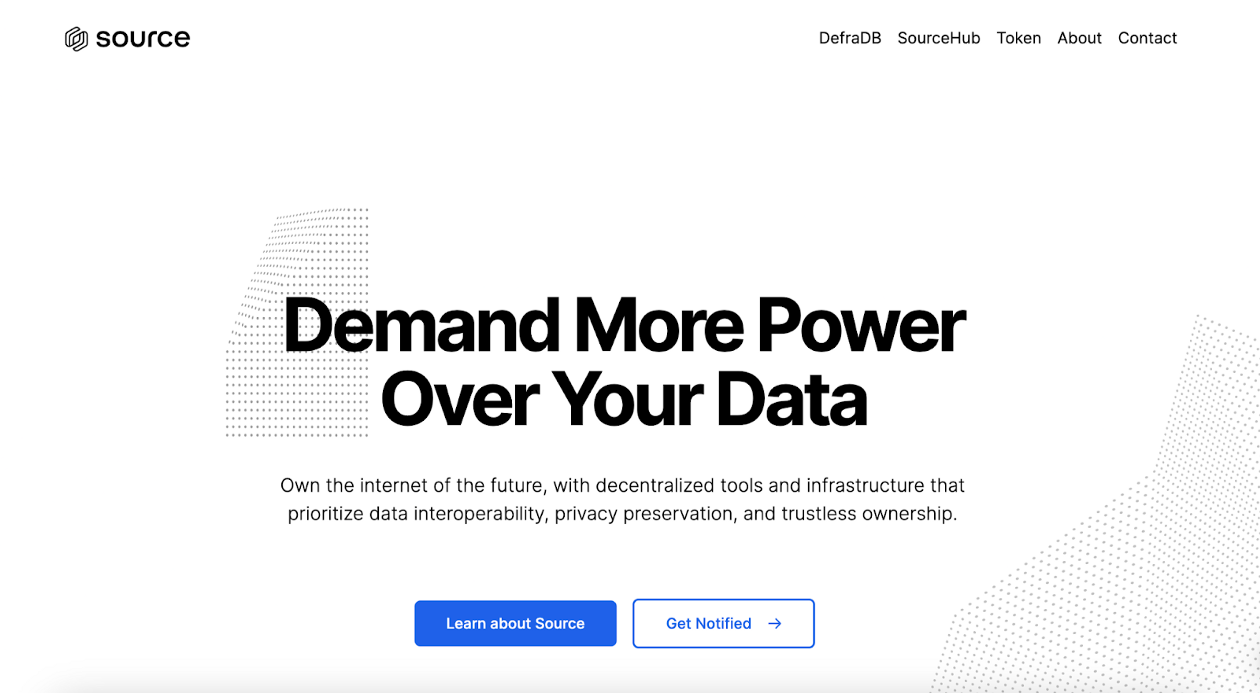 source
DefraDB SourceHub Token About Contact
Demand More Power
Over Your Data
Own the internet of the future, with decentralized tools and infrastructure that
prioritize data interoperability, privacy preservation, and trustless ownership.
Learn about Source
Get Notified →